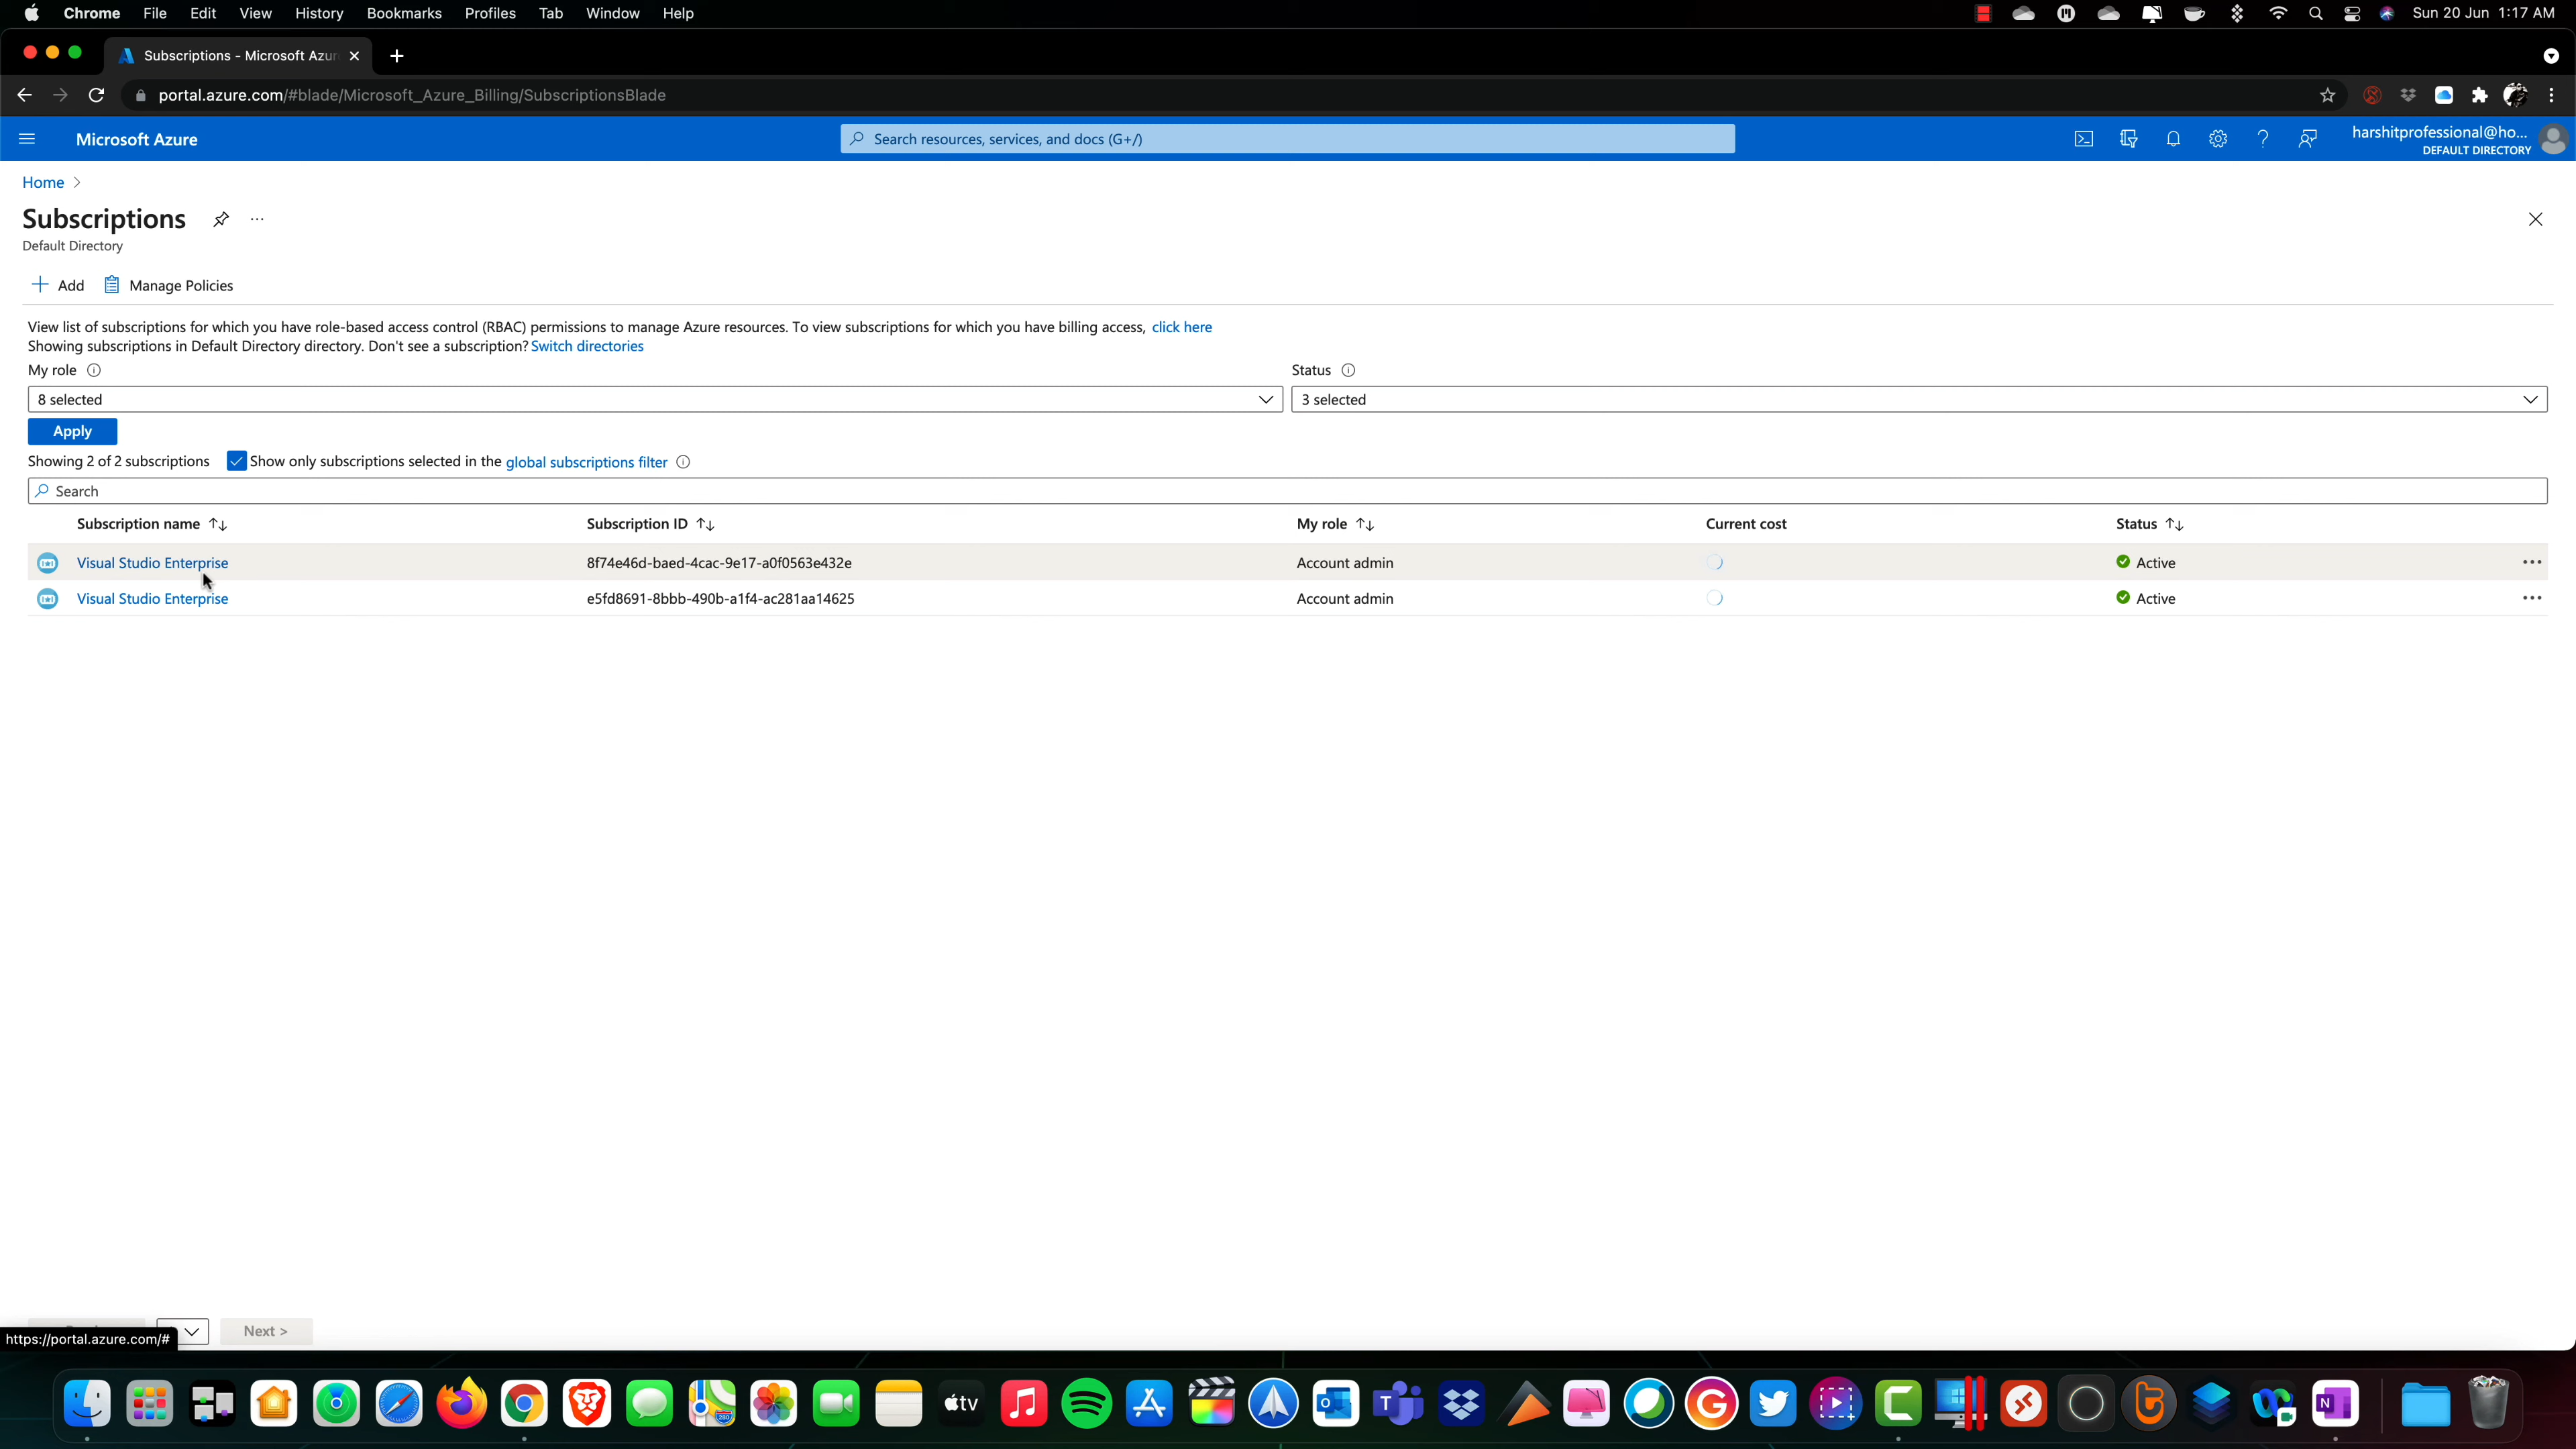 Chrome File Edit View History Bookmarks Profiles Tab Window Help Sun 20 Jun 1:17 AM
Subscriptions - Microsoft Azu
portal.azure.com/#blade/Microsoft_Azure_Billing/SubscriptionsBlade
Microsoft Azure
Search resources, services, and docs (G+/)
harshitprofessional@ho...
DEFAULT DIRECTORY
Home >
Subscriptions ...
Default Directory
+ Add Manage Policies
View list of subscriptions for which you have role-based access control (RBAC) permissions to manage Azure resources. To view subscriptions for which you have billing access, click here
Showing subscriptions in Default Directory directory. Don't see a subscription? Switch directories
My role Status
8 selected 3 selected
Apply
Showing 2 of 2 subscriptions Show only subscriptions selected in the global subscriptions filter
Search
Subscription name Subscription ID My role Current cost Status
Visual Studio Enterprise 8f74e46d-baed-4cac-9e17-a0f0563e432e Account admin Active ...
Visual Studio Enterprise e5fd8691-8bbb-490b-a1f4-ac281aa14625 Account admin Active ...
Next >
https://portal.azure.com/#
tv
280